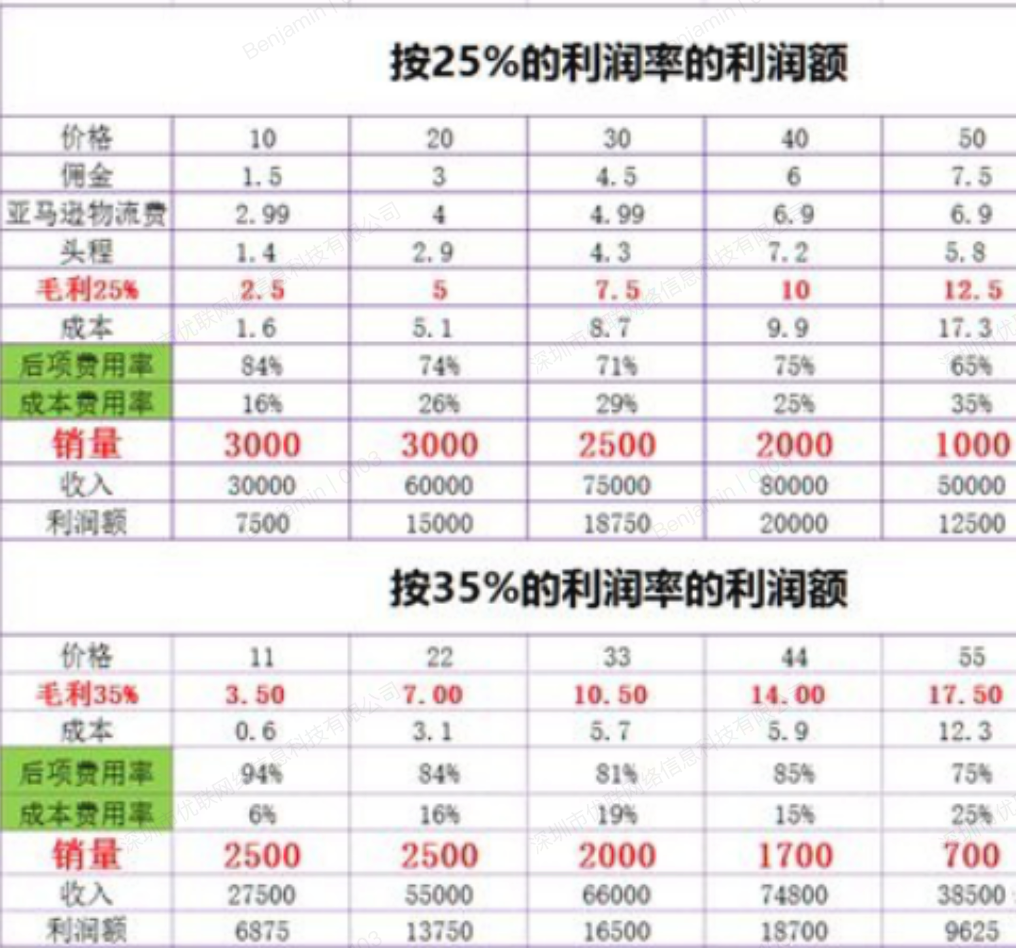 按25%的利润率的利润额
价格 10 20 30 40 50
佣金 1.5 3 4.5 6 7.5
亚马逊物流费 2.99 4 4.99 6.9 6.9
头程 1.4 2.9 4.3 7.2 5.8
毛利25% 2.5 5 7.5 10 12.5
成本 1.6 5.1 8.7 9.9 17.3
后项费用率 84% 74% 71% 75% 65%
成本费用率 16% 26% 29% 25% 35%
销量 3000 3000 2500 2000 1000
收入 30000 60000 75000 80000 50000
利润额 7500 15000 18750 20000 12500
按35%的利润率的利润额
价格 11 22 33 44 55
毛利35% 3.50 7.00 10.50 14.00 17.50
成本 0.6 3.1 5.7 5.9 12.3
后项费用率 94% 84% 81% 85% 75%
成本费用率 6% 16% 19% 15% 25%
销量 2500 2500 2000 1700 700
收入 27500 55000 66000 74800 38500
利润额 6875 13750 16500 18700 9625